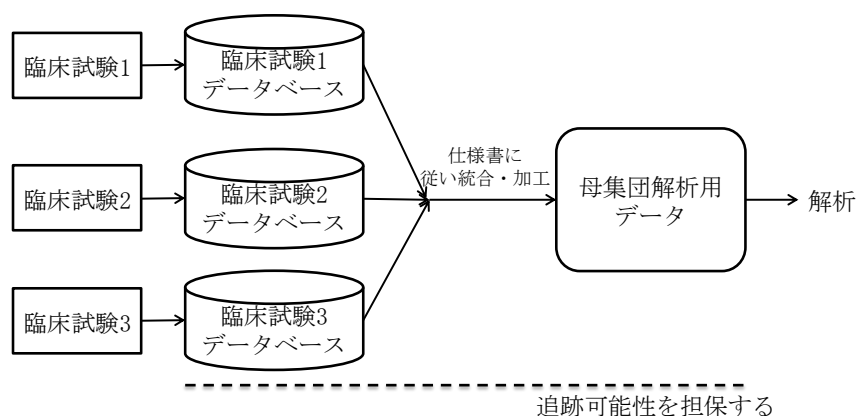 臨床試験1
臨床試験1
データベース
臨床試験2
臨床試験2
データベース
臨床試験3
臨床試験3
データベース
仕様書に
従い統合・加工
母集団解析用
データ
解析
追跡可能性を担保する